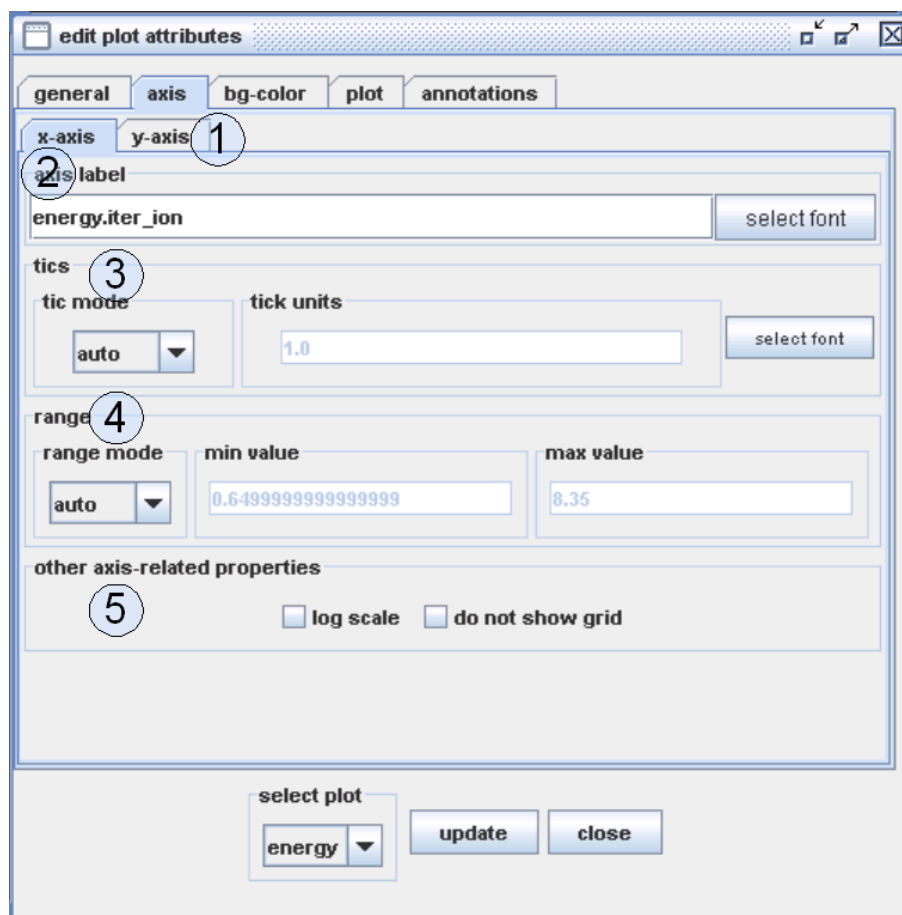 edit plot attributes
general axis bg-color plot annotations
x-axis y-axis 1
2 axis label
energy.iter_ion select font
tics 3
tic mode tick units
auto 1.0 select font
range 4
range mode min value max value
auto 0.6499999999999999 8.35
other axis-related properties
5 log scale do not show grid
select plot
energy update close